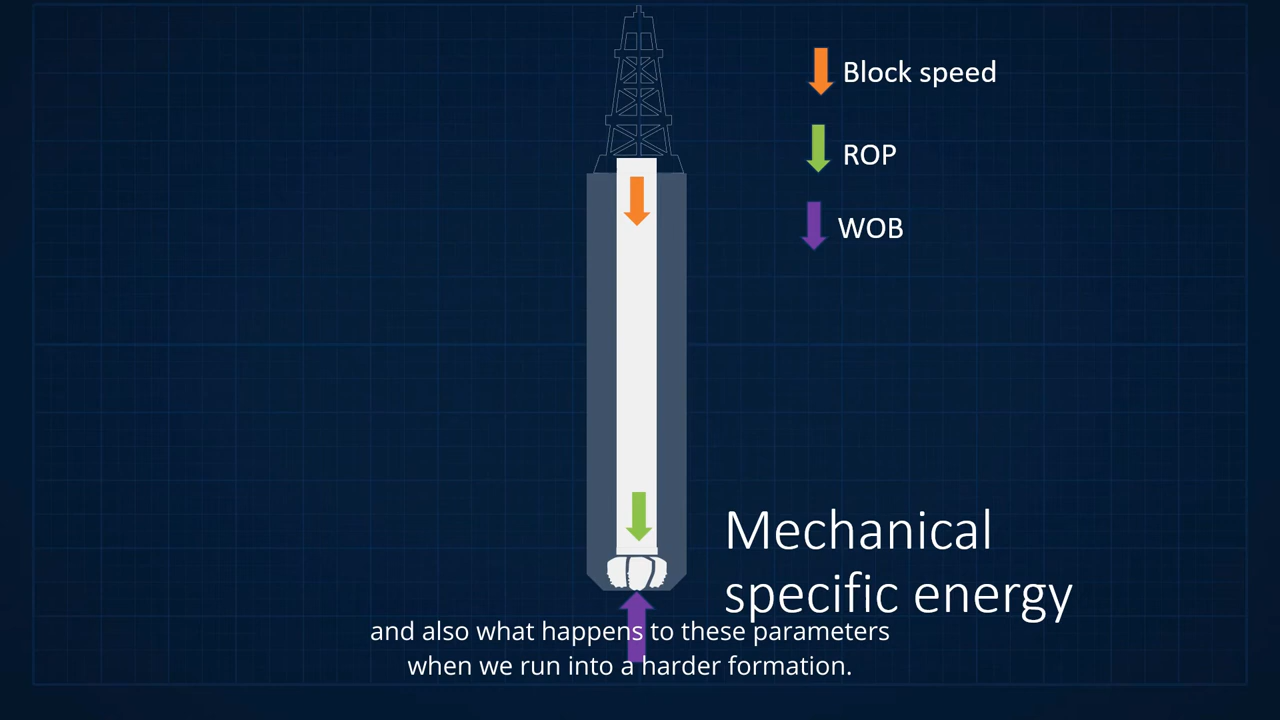 Block speed
ROP
WOB
Mechanical
specific energy
and also what happens to these parameters
when we run into a harder formation.